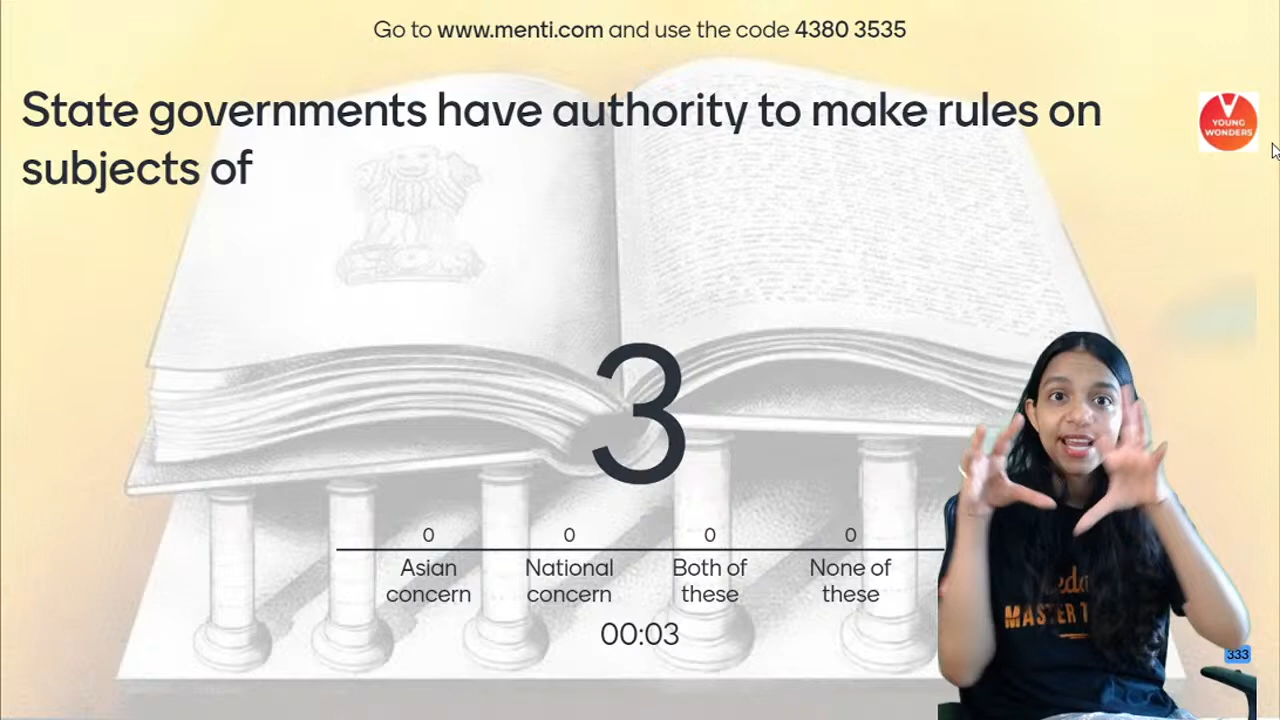 Go to www.menti.com and use the code 4380 3535
State governments have authority to make rules on
subjects of
YOUNG
WONDERS
3
0
0
0
0
Asian
concern
National
concern
Both of
these
None of
these
00:03
MASTER T
333